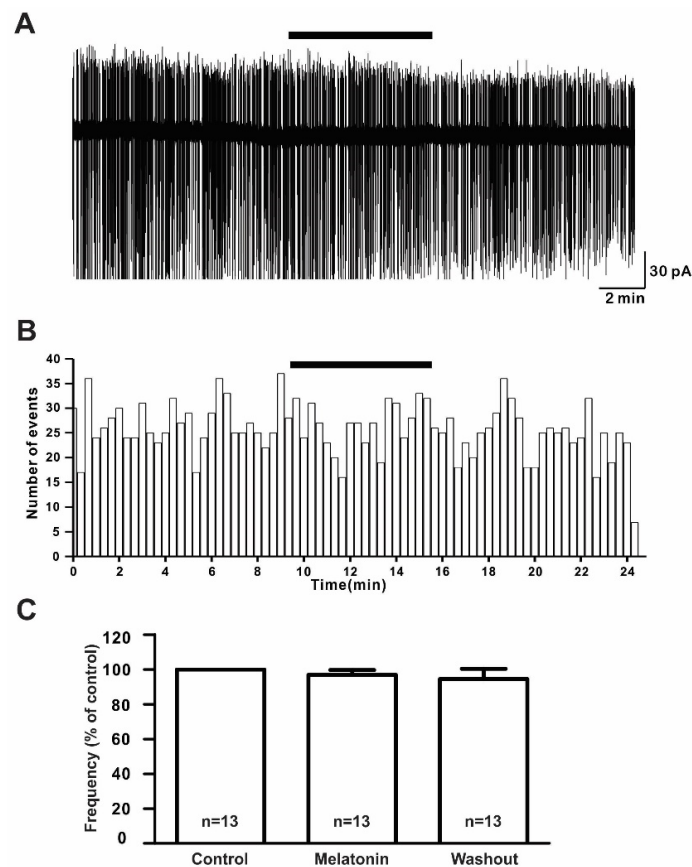 A
30 pA
2 min
B
Number of events
40
35
30
25
20
15
10
5
0
0 2 4 6 8 10 12 14 16 18 20 22 24
Time(min)
C
Frequency (% of control)
120
100
80
60
40
20
0
n=13 n=13 n=13
Control Melatonin Washout